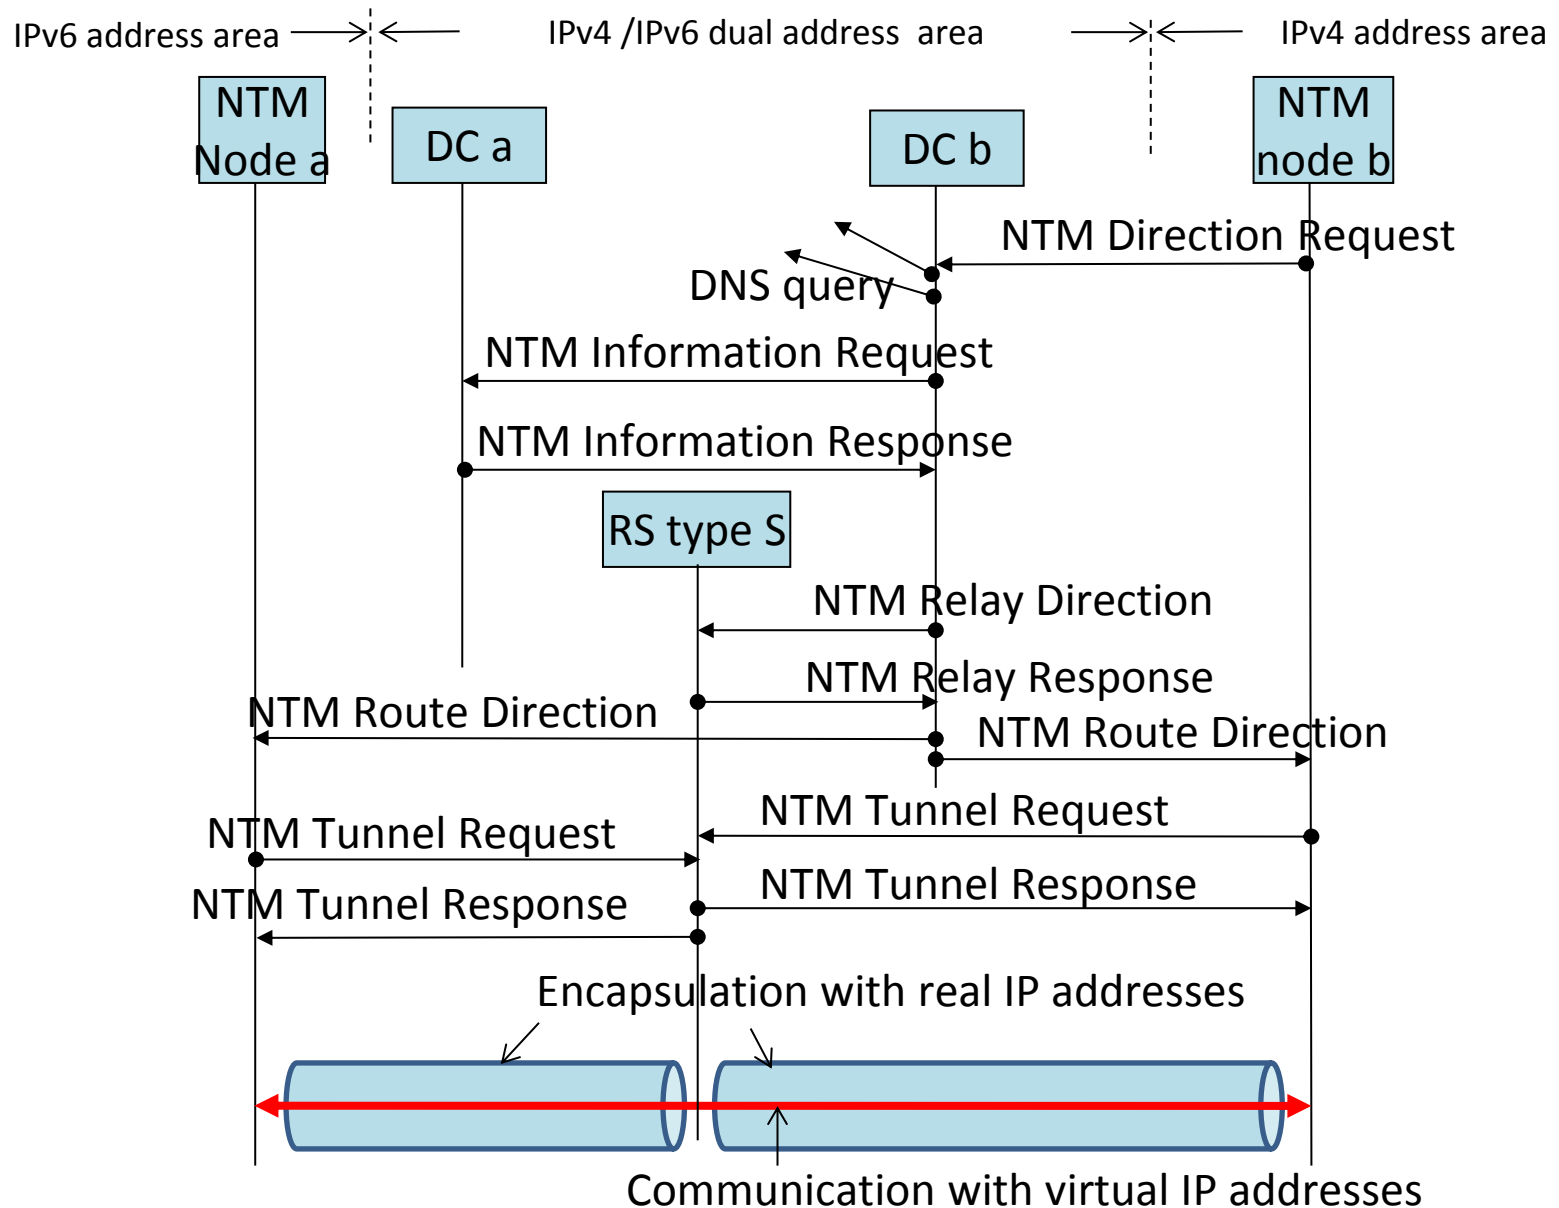 IPv6 address area
IPv4 /IPv6 dual address area
IPv4 address area
NTM
Node a
DC a
DC b
NTM
node b
NTM Direction Request
DNS query
NTM Information Request
NTM Information Response
RS type S
NTM Relay Direction
NTM Relay Response
NTM Route Direction
NTM Route Direction
NTM Tunnel Request
NTM Tunnel Request
NTM Tunnel Response
NTM Tunnel Response
Encapsulation with real IP addresses
Communication with virtual IP addresses